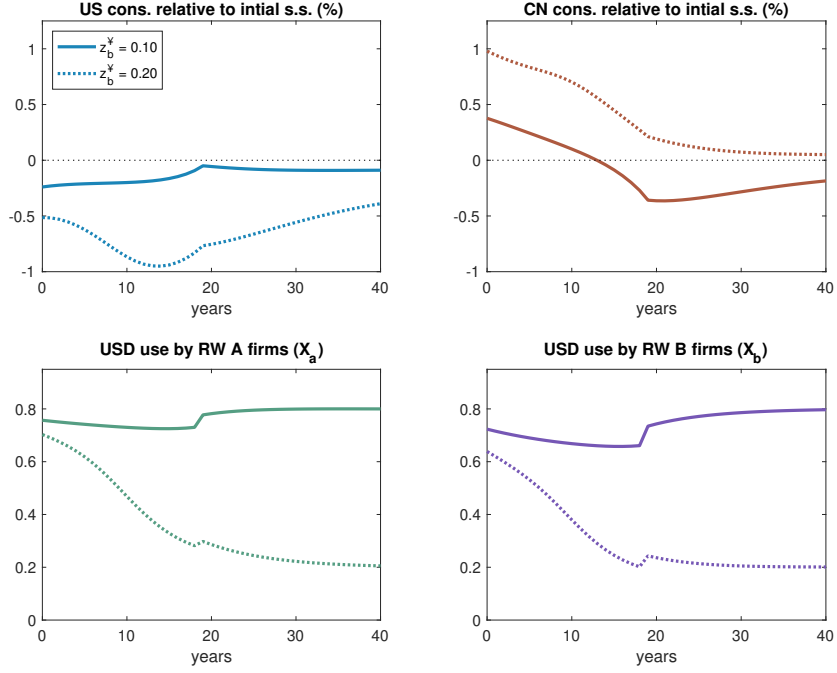 US cons. relative to intial s.s. (%)
1
0.5
0
-0.5
-1
z_b^¥ = 0.10
z_b^¥ = 0.20
0 10 20 30 40
years
CN cons. relative to intial s.s. (%)
1
0.5
0
-0.5
-1
0 10 20 30 40
years
USD use by RW A firms (X_a)
0.8
0.6
0.4
0.2
0
0 10 20 30 40
years
USD use by RW B firms (X_b)
0.8
0.6
0.4
0.2
0
0 10 20 30 40
years